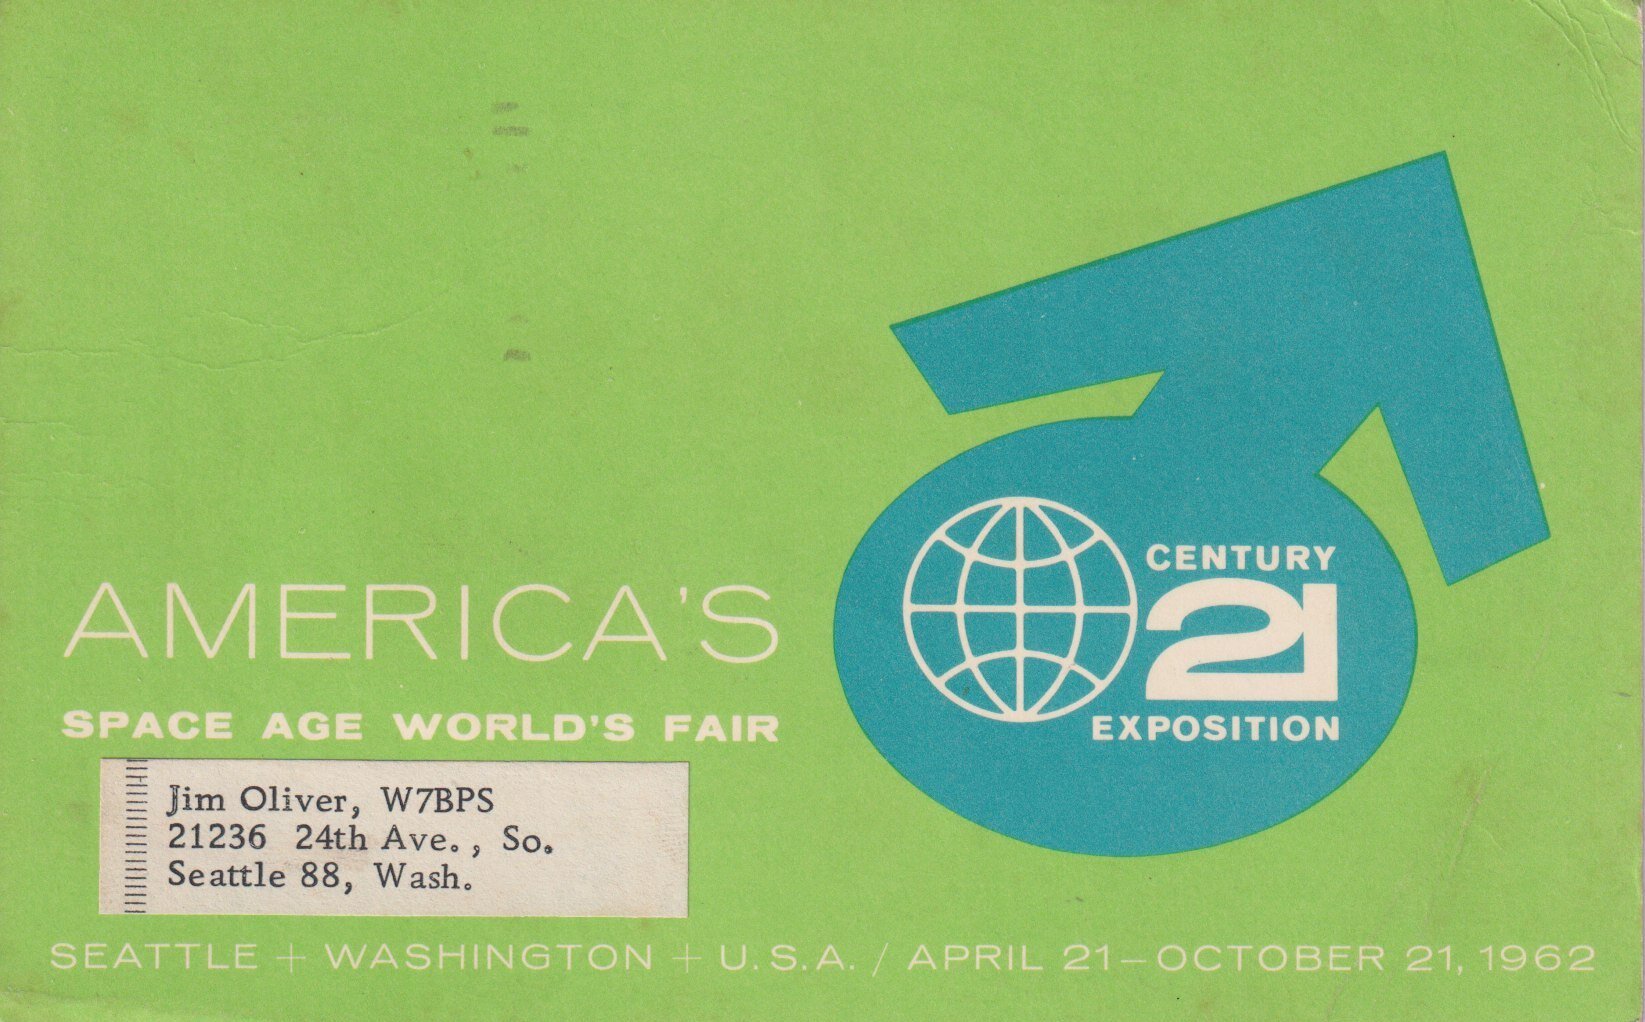 AMERICA'S
SPACE AGE WORLD'S FAIR
CENTURY
21
EXPOSITION
Jim Oliver, W7BPS
21236 24th Ave., So.
Seattle 88, Wash.
SEATTLE + WASHINGTON + U.S.A. / APRIL 21–OCTOBER 21, 1962